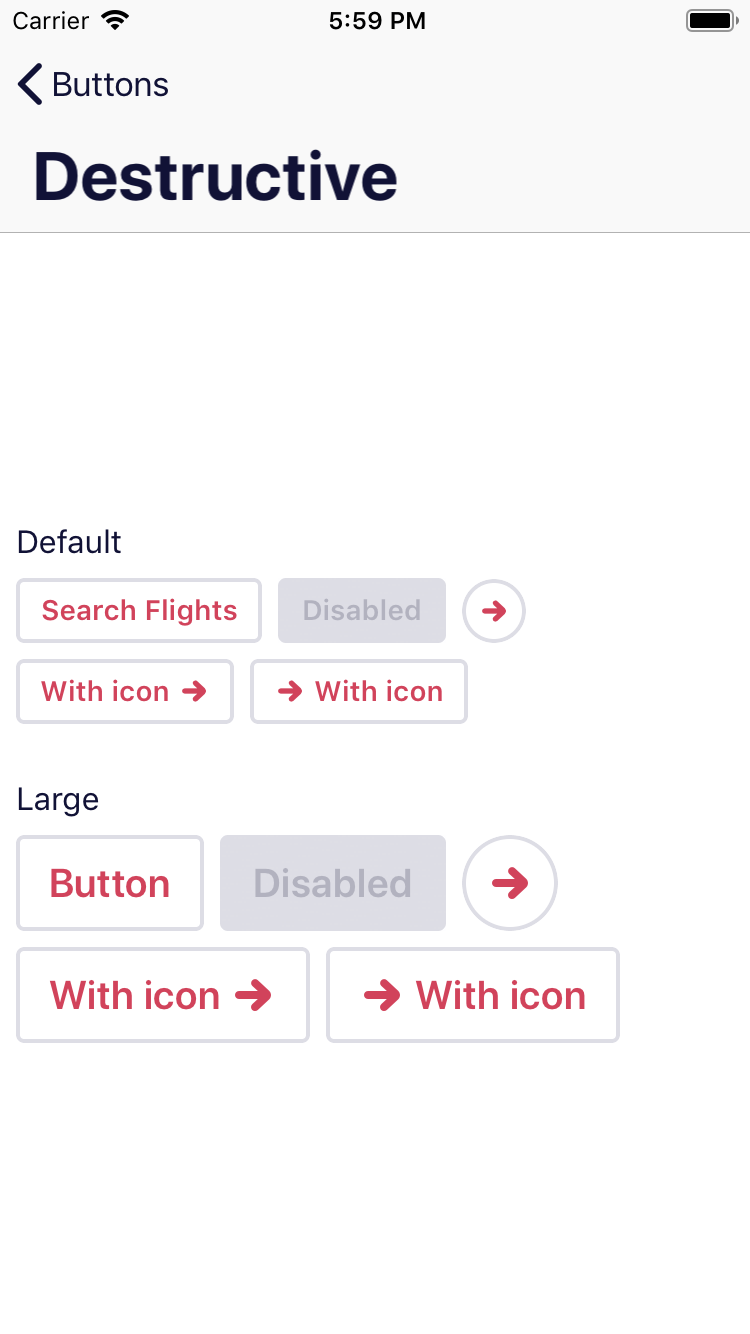 Carrier 5:59 PM
Buttons
Destructive
Default
Search Flights Disabled
With icon With icon
Large
Button Disabled
With icon With icon